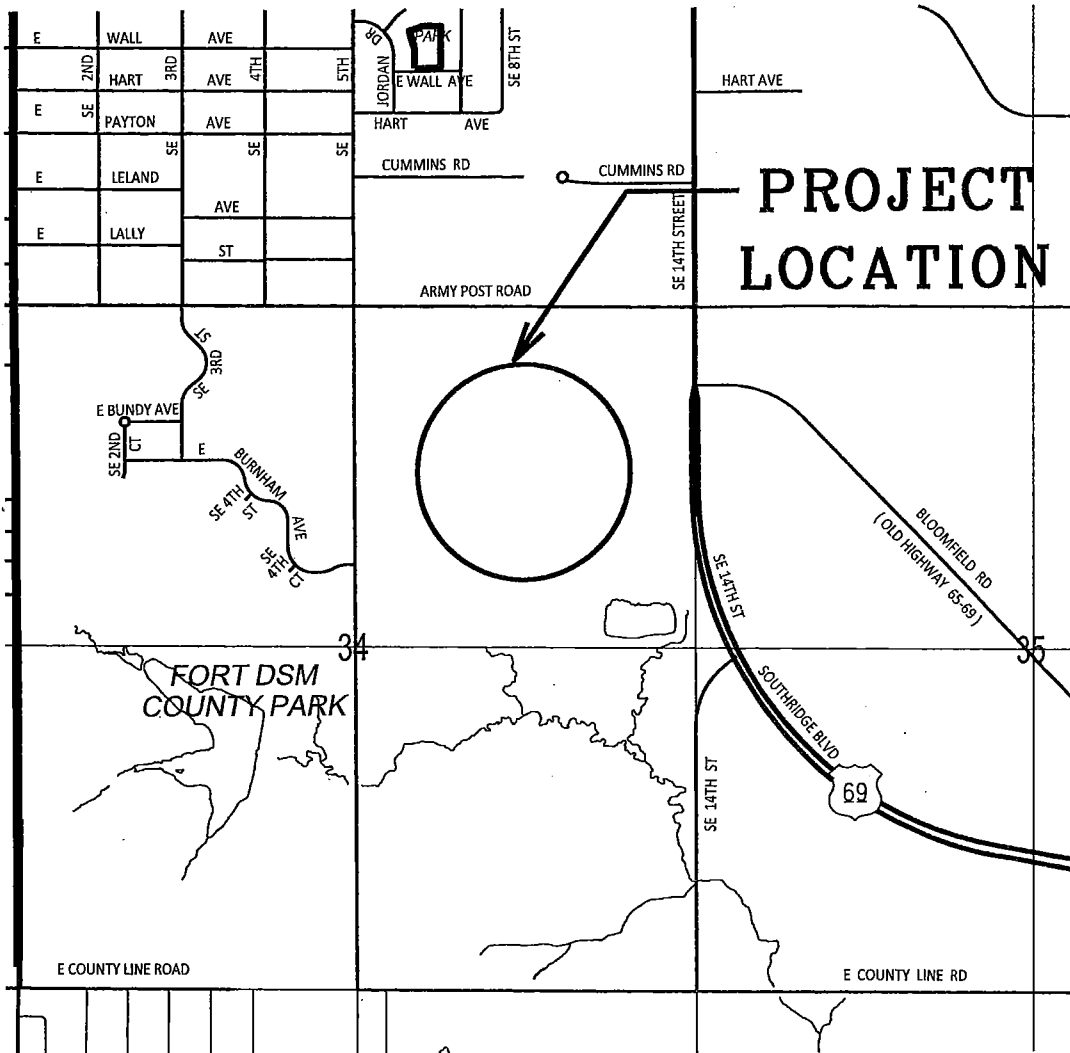 E WALL AVE
2ND
3RD
4TH
5TH
HART AVE
E
SE
PAYTON AVE
SE
SE
SE
E LELAND
AVE
E LALLY
ST
JORDAN
DR
PARK
E WALL AVE
SE 8TH ST
HART AVE
HART AVE
CUMMINS RD
CUMMINS RD
SE 14TH STREET
PROJECT
LOCATION
ARMY POST ROAD
SE 3RD ST
E BUNDY AVE
SE 2ND CT
E BURNHAM AVE
SE 4TH ST
SE 4TH CT
BLOOMFIELD RD
( OLD HIGHWAY 65-69 )
SE 14TH ST
34
35
FORT DSM
COUNTY PARK
SOUTHRIDGE BLVD
69
SE 14TH ST
E COUNTY LINE ROAD
E COUNTY LINE RD